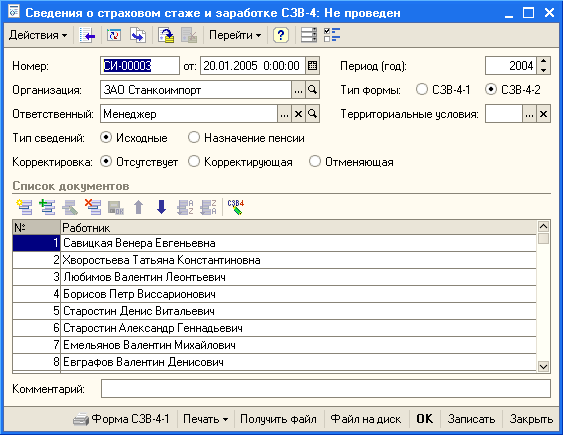 Сведения о страховом стаже и заработке СЗВ-4: Не проведен
Действия Перейти ?
Номер: СИ-00003 от: 20.01.2005 0:00:00 Период (год): 2004
Организация: ЗАО Станкоимпорт ... Тип формы: СЗВ-4-1 СЗВ-4-2
Ответственный: Менеджер ... × Территориальные условия: ... ×
Тип сведений: Исходные Назначение пенсии
Корректировка: Отсутствует Корректирующая Отменяющая
Список документов
СЗВ4
№ Работник
1 Савицкая Венера Евгеньевна
2 Хворостьева Татьяна Константиновна
3 Любимов Валентин Леонтьевич
4 Борисов Петр Виссарионович
5 Старостин Денис Витальевич
6 Старостин Александр Геннадьевич
7 Емельянов Валентин Михайлович
8 Евграфов Валентин Денисович
Комментарий:
Форма СЗВ-4-1 Печать Получить файл Файл на диск OK Записать Закрыть